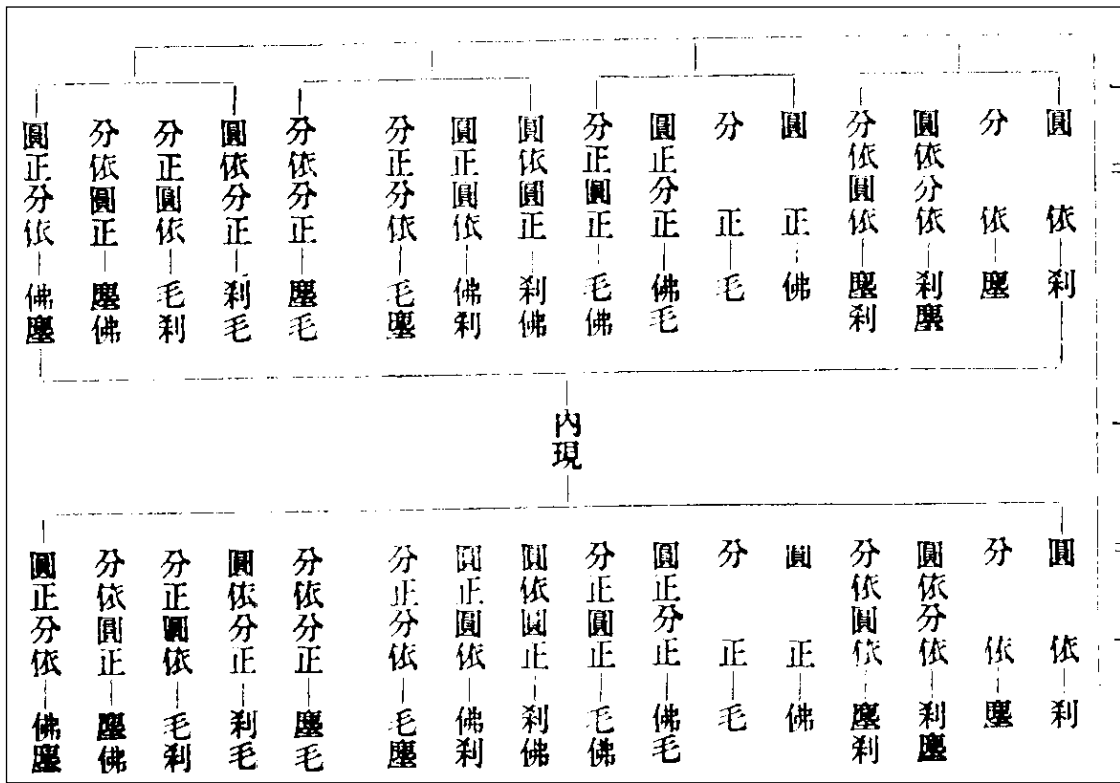 圓依—刹
分依—塵
圓依分依—刹塵
分依圓依—塵刹
圓正—佛
分正—毛
圓正分正—佛毛
分正圓正—毛佛
圓依圓正—刹佛
圓正圓依—佛刹
分正分依—毛塵
分依分正—塵毛
圓依分正—刹毛
分正圓依—毛刹
分依圓正—塵佛
圓正分依—佛塵
內現
圓依—刹
分依—塵
圓依分依—刹塵
分依圓依—塵刹
圓正—佛
分正—毛
圓正分正—佛毛
分正圓正—毛佛
圓依圓正—刹佛
圓正圓依—佛刹
分正分依—毛塵
分依分正—塵毛
圓依分正—刹毛
分正圓依—毛刹
分依圓正—塵佛
圓正分依—佛塵